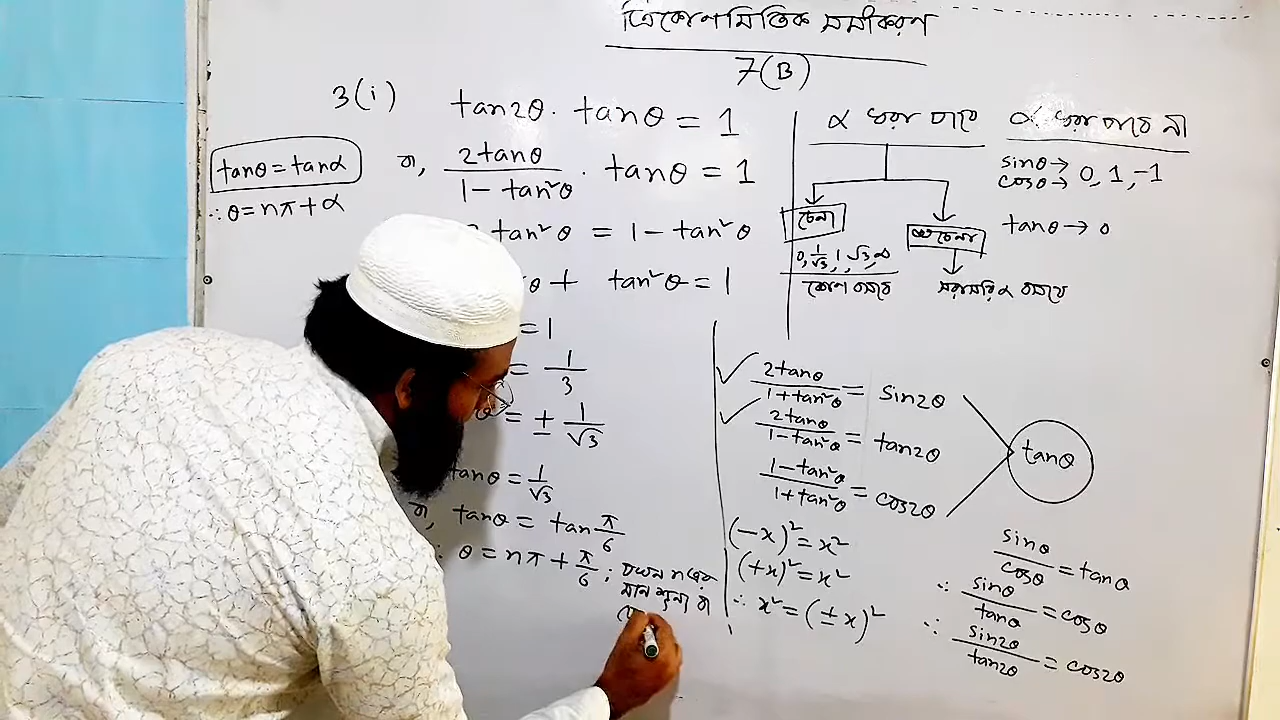 ত্রিকোণমিতিক সমীকরণ
7(B)
3(i) tan2θ · tanθ = 1
বা, 2tanθ / 1 − tan²θ · tanθ = 1
tan²θ = 1 − tan²θ
θ + tan²θ = 1
= 1
= 1/3
θ = ± 1/√3
tanθ = 1/√3
বা, tanθ = tan π/6
θ = nπ + π/6 ; যখন n এর
মান শূন্য বা
tanθ = tanα
∴ θ = nπ + α
α ধরা যাবে
চেনা
অচেনা
0, 1/√3, 1, √3, ∞
কোণ বসবে
সরাসরি α বসবে
α ধরা যাবে না
sinθ →
cosθ → 0, 1, −1
tanθ → 0
✓ 2tanθ / 1 + tan²θ = sin2θ
✓ 2tanθ / 1 − tan²θ = tan2θ
1 − tan²θ / 1 + tan²θ = cos2θ
tanθ
(−x)² = x²
(+x)² = x²
∴ x² = (±x)²
sinθ / cosθ = tanθ
∴ sinθ / tanθ = cosθ
∴ sin2θ / tan2θ = cos2θ